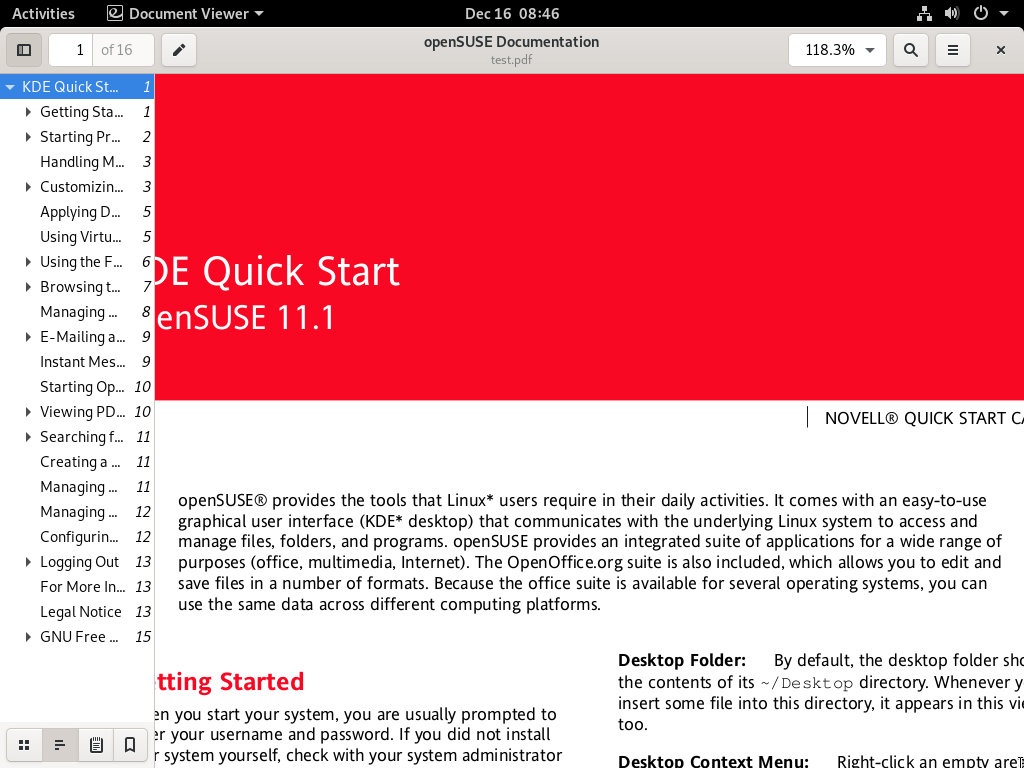 Activities
Document Viewer
Dec 16 08:46
1
of 16
openSUSE Documentation
test.pdf
118.3%
KDE Quick St... 1
Getting Sta... 1
Starting Pr... 2
Handling M... 3
Customizin... 3
Applying D... 5
Using Virtu... 5
Using the F... 6
Browsing t... 7
Managing ... 8
E-Mailing a... 9
Instant Mes... 9
Starting Op... 10
Viewing PD... 10
Searching f... 11
Creating a ... 11
Managing ... 11
Managing ... 12
Configurin... 12
Logging Out 13
For More In... 13
Legal Notice 13
GNU Free ... 15
DE Quick Start
enSUSE 11.1
NOVELL® QUICK START CA
openSUSE® provides the tools that Linux* users require in their daily activities. It comes with an easy-to-use
graphical user interface (KDE* desktop) that communicates with the underlying Linux system to access and
manage files, folders, and programs. openSUSE provides an integrated suite of applications for a wide range of
purposes (office, multimedia, Internet). The OpenOffice.org suite is also included, which allows you to edit and
save files in a number of formats. Because the office suite is available for several operating systems, you can
use the same data across different computing platforms.
tting Started
en you start your system, you are usually prompted to
er your username and password. If you did not install
r system yourself, check with your system administrator
Desktop Folder: By default, the desktop folder sho
the contents of its ~/Desktop directory. Whenever y
insert some file into this directory, it appears in this vie
too.
Desktop Context Menu: Right-click an empty are